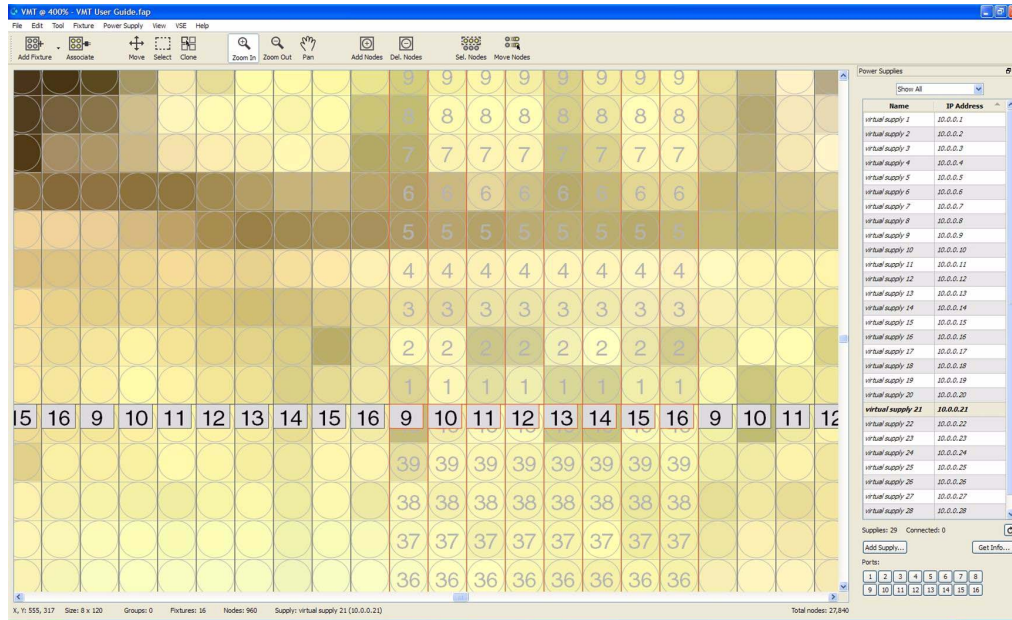 VMT @ 400% - VMT User Guide.fap
File Edit Tool Fixture Power Supply View VSE Help
Add Fixture Associate Move Select Clone Zoom In Zoom Out Pan Add Nodes Del. Nodes Sel. Nodes Move Nodes
9 9 9 9 9 9 9 9
8 8 8 8 8 8 8 8
7 7 7 7 7 7 7 7
6 6 6 6 6 6 6 6
5 5 5 5 5 5 5 5
4 4 4 4 4 4 4 4
3 3 3 3 3 3 3 3
2 2 2 2 2 2 2 2
1 1 1 1 1 1 1 1
15 16 9 10 11 12 13 14 15 16 9 10 11 12 13 14 15 16 9 10 11 12
39 39 39 39 39 39 39 39
38 38 38 38 38 38 38 38
37 37 37 37 37 37 37 37
36 36 36 36 36 36 36 36
Power Supplies
Show All
Name IP Address
virtual supply 1 10.0.0.1
virtual supply 2 10.0.0.2
virtual supply 3 10.0.0.3
virtual supply 4 10.0.0.4
virtual supply 5 10.0.0.5
virtual supply 6 10.0.0.6
virtual supply 7 10.0.0.7
virtual supply 8 10.0.0.8
virtual supply 9 10.0.0.9
virtual supply 10 10.0.0.10
virtual supply 11 10.0.0.11
virtual supply 12 10.0.0.12
virtual supply 13 10.0.0.13
virtual supply 14 10.0.0.14
virtual supply 15 10.0.0.15
virtual supply 16 10.0.0.16
virtual supply 17 10.0.0.17
virtual supply 18 10.0.0.18
virtual supply 19 10.0.0.19
virtual supply 20 10.0.0.20
virtual supply 21 10.0.0.21
virtual supply 22 10.0.0.22
virtual supply 23 10.0.0.23
virtual supply 24 10.0.0.24
virtual supply 25 10.0.0.25
virtual supply 26 10.0.0.26
virtual supply 27 10.0.0.27
virtual supply 28 10.0.0.28
Supplies: 29 Connected: 0
Add Supply... Get Info...
Ports:
1 2 3 4 5 6 7 8
9 10 11 12 13 14 15 16
X, Y: 555, 317 Size: 8 x 120 Groups: 0 Fixtures: 16 Nodes: 960 Supply: virtual supply 21 (10.0.0.21) Total nodes: 27,840